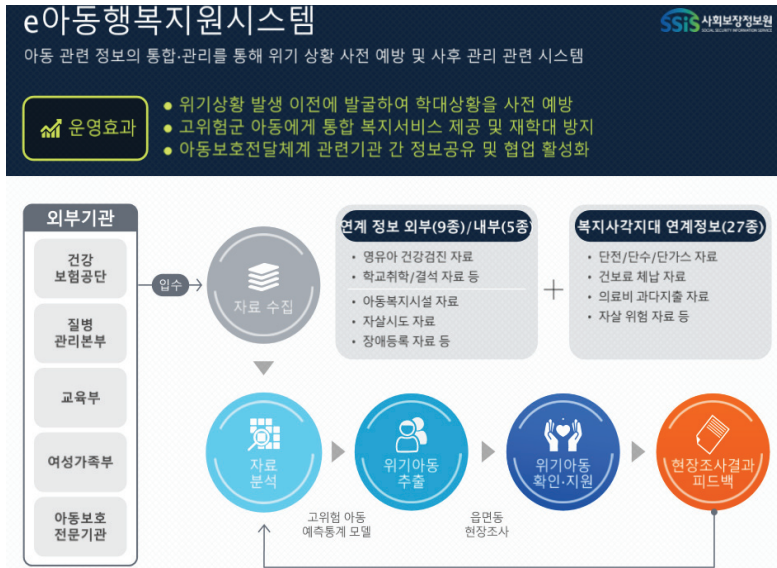 e아동행복지원시스템
SSiS 사회보장정보원
SOCIAL SECURITY INFORMATION SERVICE
아동 관련 정보의 통합·관리를 통해 위기 상황 사전 예방 및 사후 관리 관련 시스템
운영효과
● 위기상황 발생 이전에 발굴하여 학대상황을 사전 예방
● 고위험군 아동에게 통합 복지서비스 제공 및 재학대 방지
● 아동보호전달체계 관련기관 간 정보공유 및 협업 활성화
외부기관
건강
보험공단
질병
관리본부
교육부
여성가족부
아동보호
전문기관
입수
자료 수집
연계 정보 외부(9종)/내부(5종)
• 영유아 건강검진 자료
• 학교취학/결석 자료 등
• 아동복지시설 자료
• 자살시도 자료
• 장애등록 자료 등
+
복지사각지대 연계정보(27종)
• 단전/단수/단가스 자료
• 건보료 체납 자료
• 의료비 과다지출 자료
• 자살 위험 자료 등
자료
분석
위기아동
추출
위기아동
확인·지원
현장조사결과
피드백
고위험 아동
예측통계 모델
읍면동
현장조사